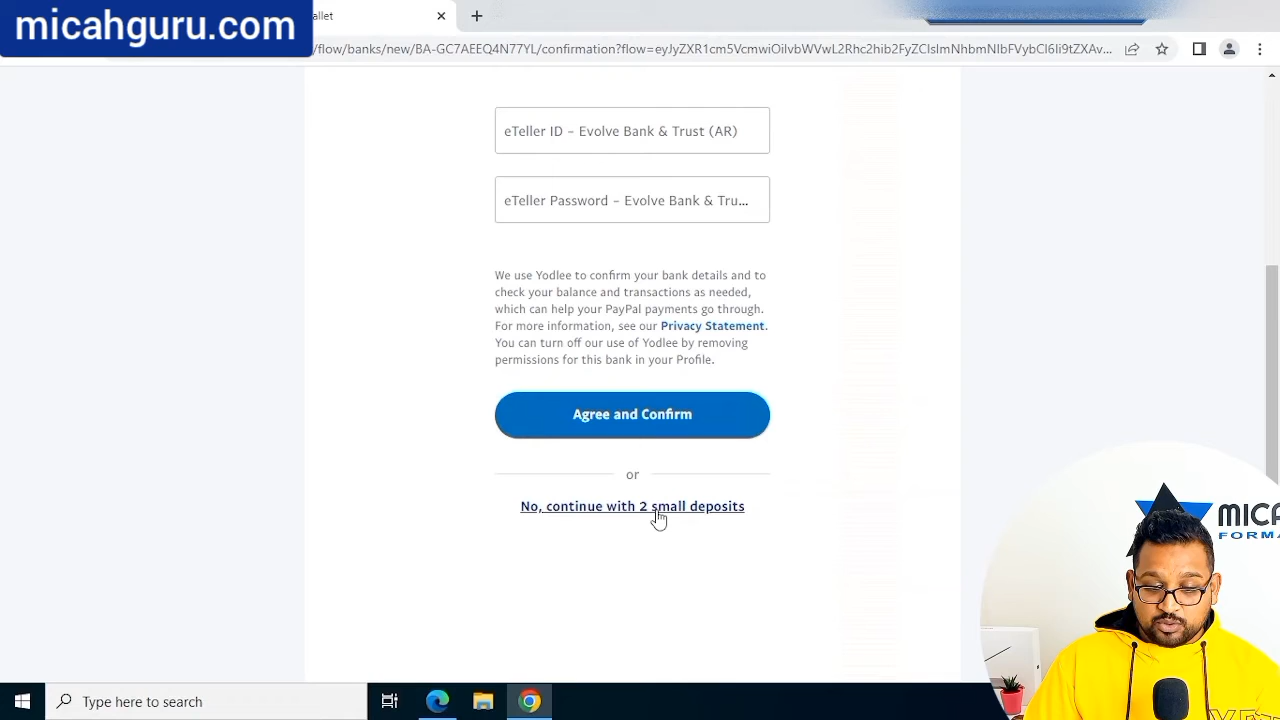 micahguru.com
allet
/flow/banks/new/BA-GC7AEEQ4N77YL/confirmation?flow=
eTeller ID – Evolve Bank & Trust (AR)
eTeller Password – Evolve Bank & Tru...
We use Yodlee to confirm your bank details and to
check your balance and transactions as needed,
which can help your PayPal payments go through.
For more information, see our Privacy Statement.
You can turn off our use of Yodlee by removing
permissions for this bank in your Profile.
Agree and Confirm
or
No, continue with 2 small deposits
MICA
FORMA
Type here to search